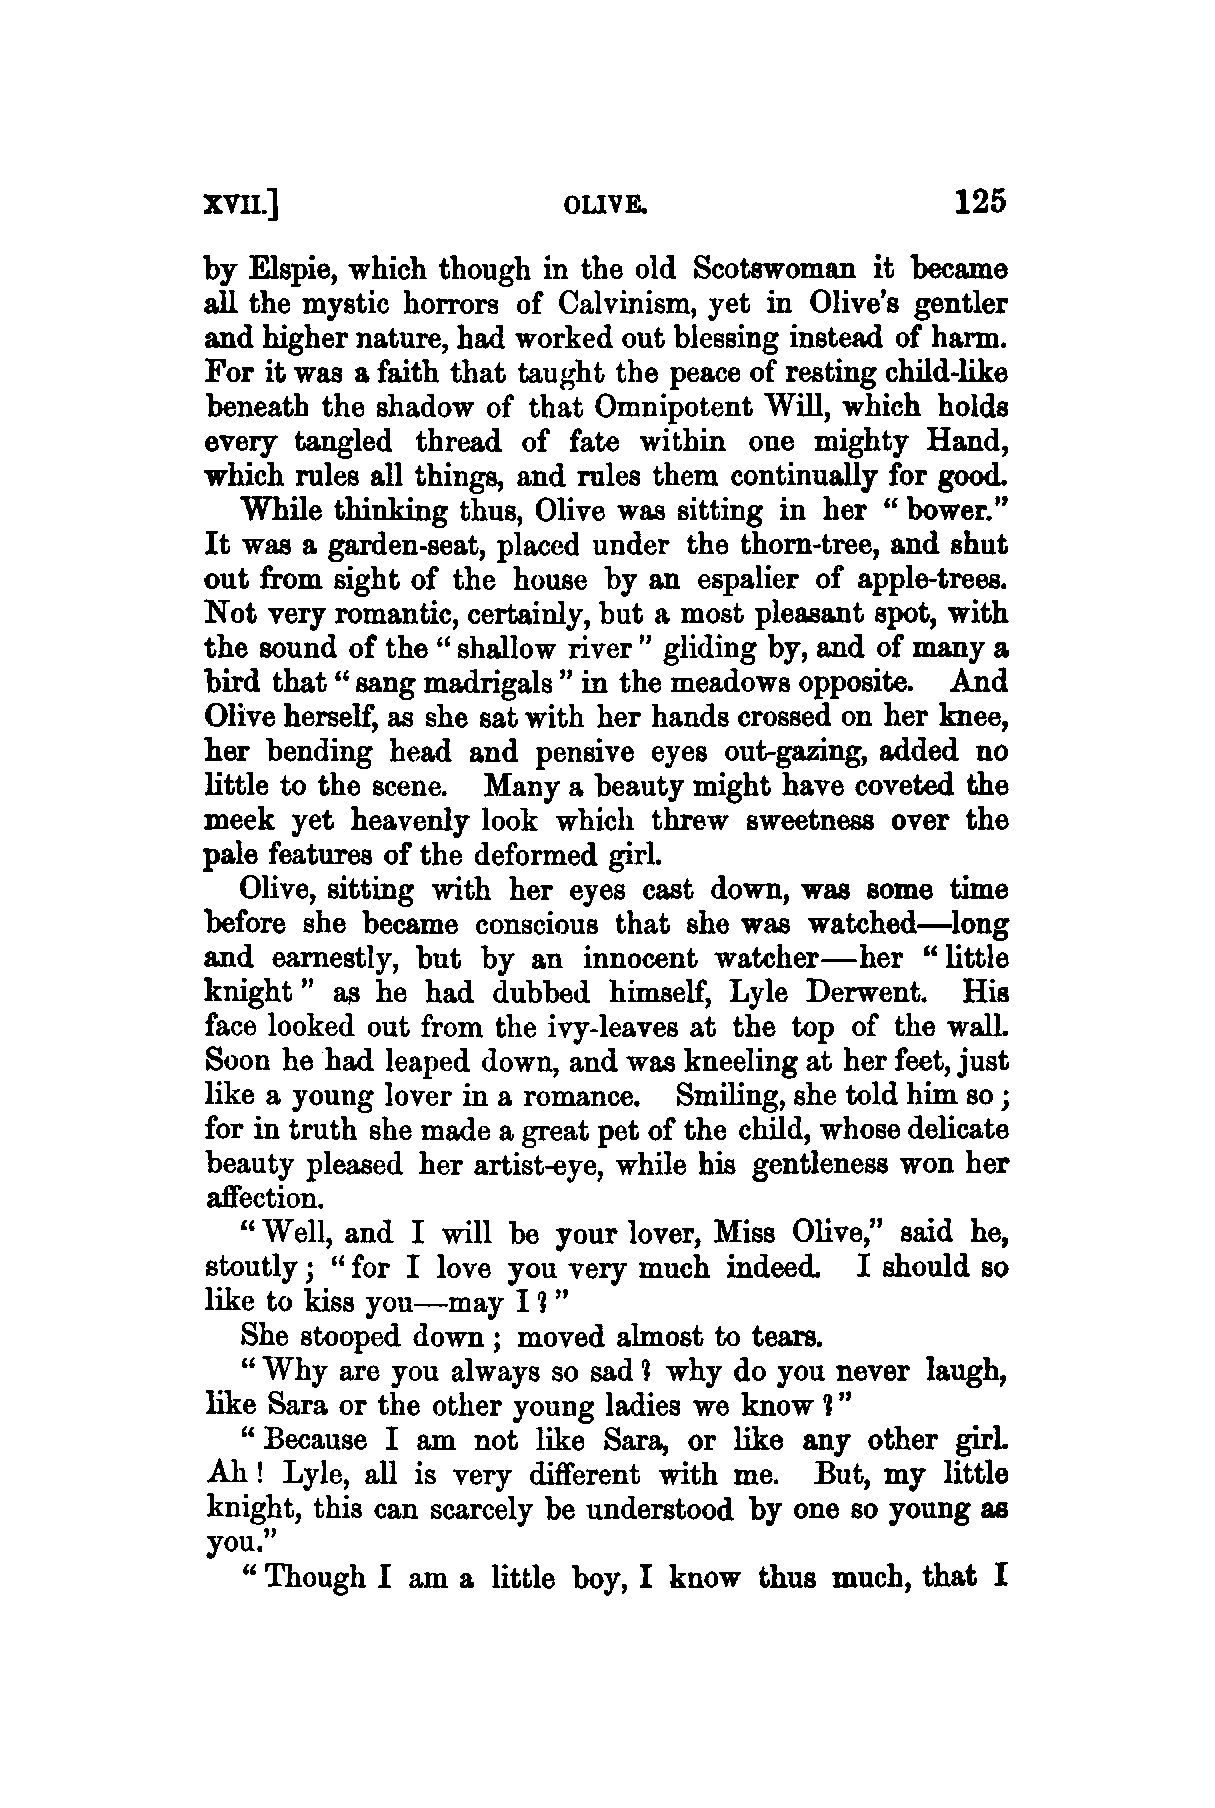 XVII.] OLIVE. 125
by Elspie, which though in the old Scotswoman it became
all the mystic horrors of Calvinism, yet in Olive's gentler
and higher nature, had worked out blessing instead of harm.
For it was a faith that taught the peace of resting child-like
beneath the shadow of that Omnipotent Will, which holds
every tangled thread of fate within one mighty Hand,
which rules all things, and rules them continually for good.
While thinking thus, Olive was sitting in her “ bower.”
It was a garden-seat, placed under the thorn-tree, and shut
out from sight of the house by an espalier of apple-trees.
Not very romantic, certainly, but a most pleasant spot, with
the sound of the “ shallow river ” gliding by, and of many a
bird that “ sang madrigals ” in the meadows opposite. And
Olive herself, as she sat with her hands crossed on her knee,
her bending head and pensive eyes out-gazing, added no
little to the scene. Many a beauty might have coveted the
meek yet heavenly look which threw sweetness over the
pale features of the deformed girl.
Olive, sitting with her eyes cast down, was some time
before she became conscious that she was watched—long
and earnestly, but by an innocent watcher—her “ little
knight ” as he had dubbed himself, Lyle Derwent. His
face looked out from the ivy-leaves at the top of the wall.
Soon he had leaped down, and was kneeling at her feet, just
like a young lover in a romance. Smiling, she told him so ;
for in truth she made a great pet of the child, whose delicate
beauty pleased her artist-eye, while his gentleness won her
affection.
“ Well, and I will be your lover, Miss Olive,” said he,
stoutly ; “ for I love you very much indeed. I should so
like to kiss you—may I ? ”
She stooped down ; moved almost to tears.
“ Why are you always so sad ? why do you never laugh,
like Sara or the other young ladies we know ? ”
“ Because I am not like Sara, or like any other girl.
Ah ! Lyle, all is very different with me. But, my little
knight, this can scarcely be understood by one so young as
you.”
“ Though I am a little boy, I know thus much, that I